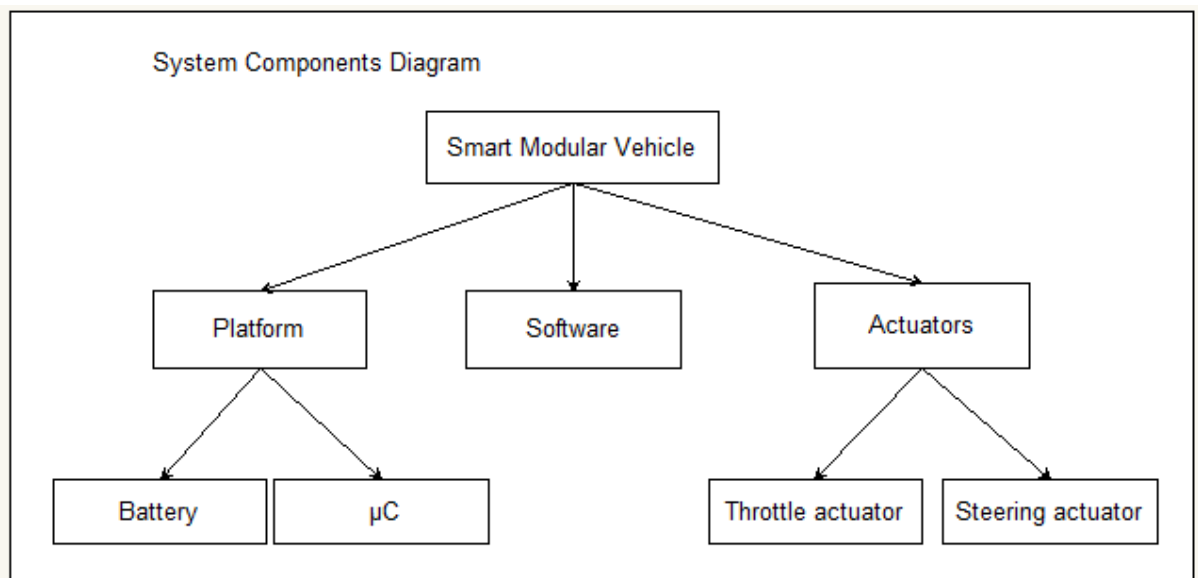 System Components Diagram
Smart Modular Vehicle
Platform
Software
Actuators
Battery
µC
Throttle actuator
Steering actuator